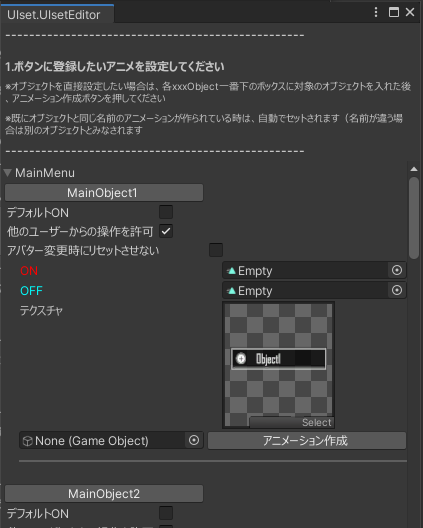 UIset.UIsetEditor
--------------------------------------------------
1.ボタンに登録したいアニメを設定してください
※オブジェクトを直接設定したい場合は、各xxxObject一番下のボックスに対象のオブジェクトを入れた後
、アニメーション作成ボタンを押してください
※既にオブジェクトと同じ名前のアニメーションが作られている時は、自動でセットされます（名前が違う場
合は別のオブジェクトとみなされます
--------------------------------------------------
MainMenu
MainObject1
デフォルトON
他のユーザーからの操作を許可
アバター変更時にリセットさせない
ON Empty
OFF Empty
テクスチャ
Object1
Select
None (Game Object) アニメーション作成
MainObject2
デフォルトON